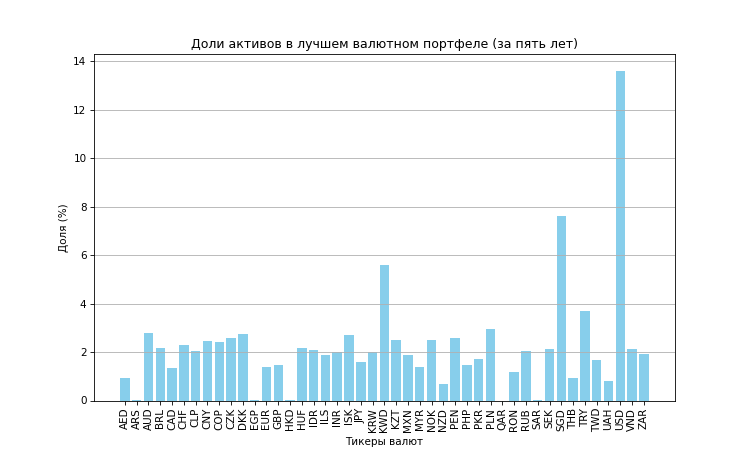 Доли активов в лучшем валютном портфеле (за пять лет)
Доля (%)
14
12
10
8
6
4
2
0
AED ARS AUD BRL CAD CHF CLP CNY COP CZK DKK EGP EUR GBP HKD HUF IDR ILS INR ISK JPY KRW KWD KZT MXN MYR NOK NZD PEN PHP PKR PLN QAR RON RUB SAR SEK SGD THB TRY TWD UAH USD VND ZAR
Тикеры валют